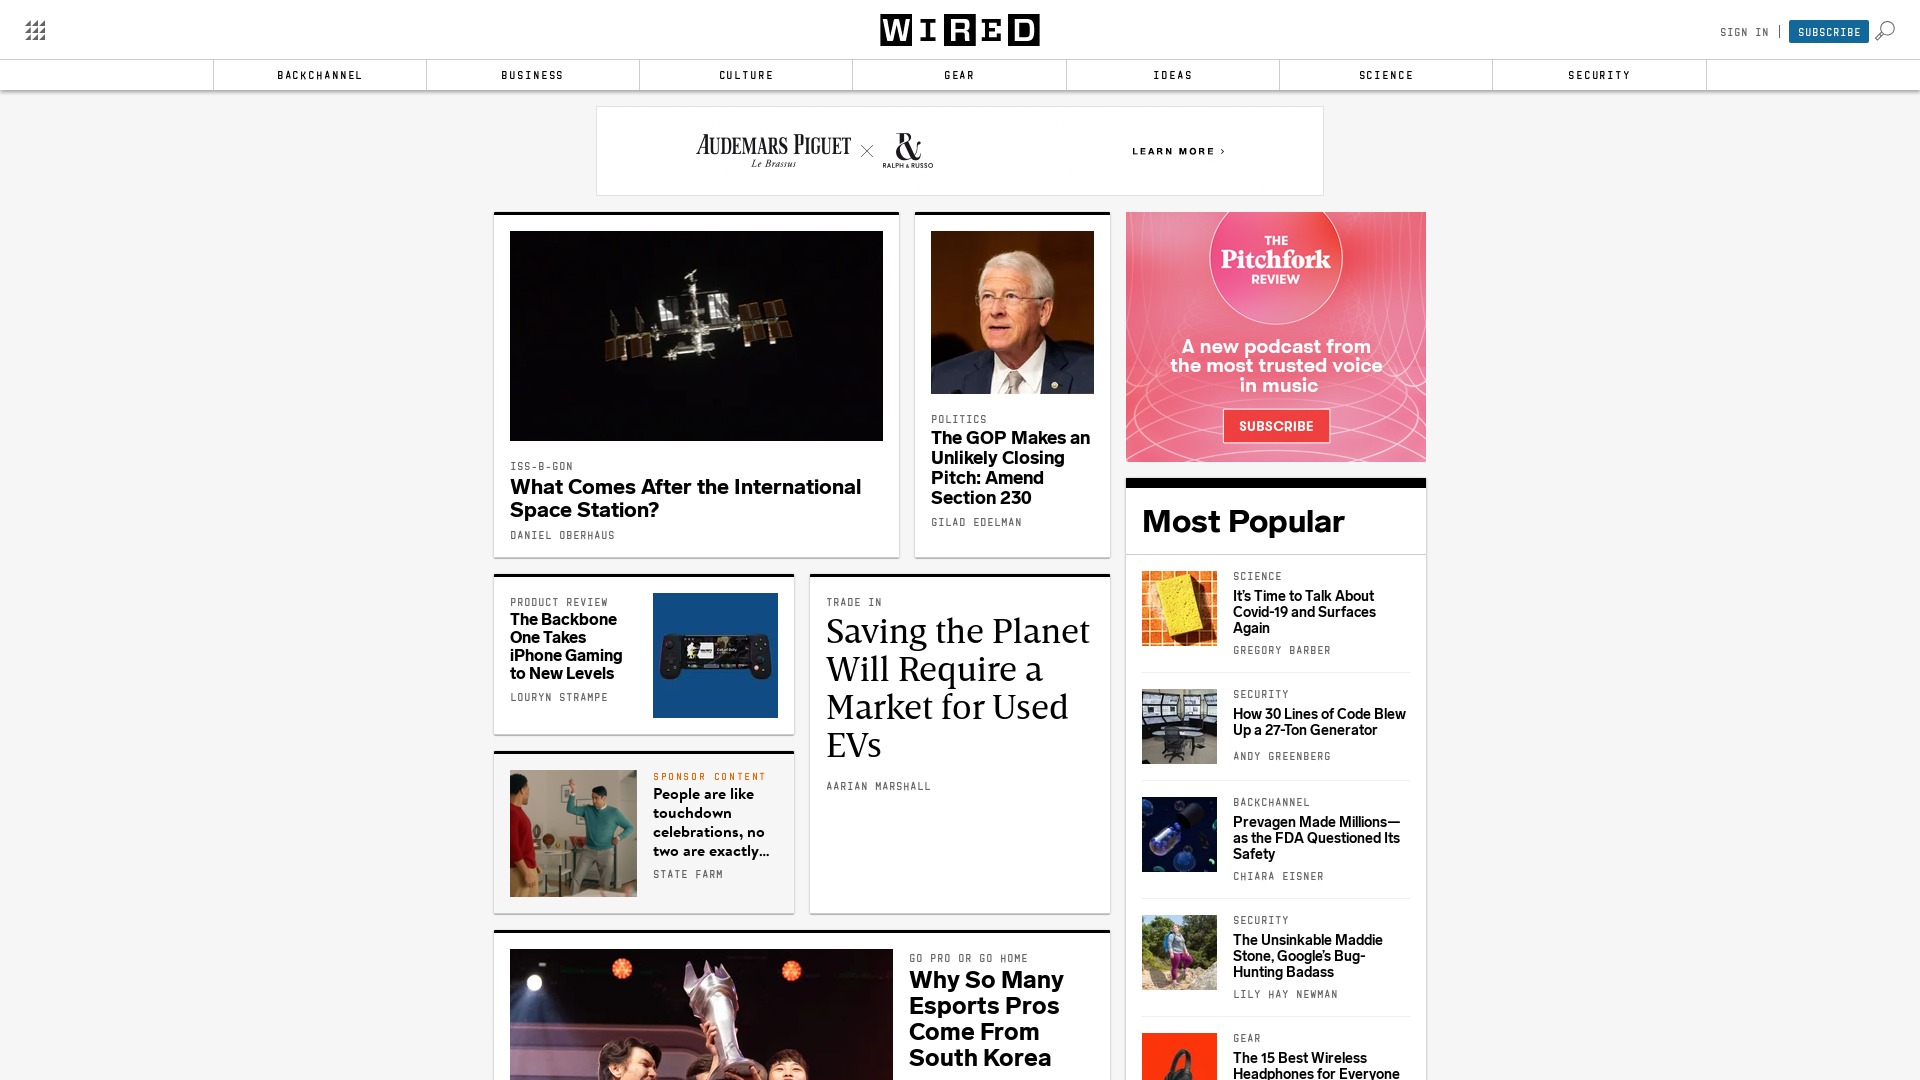 WIRED
SIGN IN
SUBSCRIBE
BACKCHANNEL
BUSINESS
CULTURE
GEAR
IDEAS
SCIENCE
SECURITY
AUDEMARS PIGUET
Le Brassus
&
RALPH & RUSSO
LEARN MORE >
ISS-B-GON
What Comes After the International
Space Station?
DANIEL OBERHAUS
POLITICS
The GOP Makes an
Unlikely Closing
Pitch: Amend
Section 230
GILAD EDELMAN
THE
Pitchfork
REVIEW
A new podcast from
the most trusted voice
in music
SUBSCRIBE
PRODUCT REVIEW
The Backbone
One Takes
iPhone Gaming
to New Levels
LOURYN STRAMPE
TRADE IN
Saving the Planet
Will Require a
Market for Used
EVs
AARIAN MARSHALL
SPONSOR CONTENT
People are like
touchdown
celebrations, no
two are exactly...
STATE FARM
GO PRO OR GO HOME
Why So Many
Esports Pros
Come From
South Korea
Most Popular
SCIENCE
It's Time to Talk About
Covid-19 and Surfaces
Again
GREGORY BARBER
SECURITY
How 30 Lines of Code Blew
Up a 27-Ton Generator
ANDY GREENBERG
BACKCHANNEL
Prevagen Made Millions—
as the FDA Questioned Its
Safety
CHIARA EISNER
SECURITY
The Unsinkable Maddie
Stone, Google's Bug-
Hunting Badass
LILY HAY NEWMAN
GEAR
The 15 Best Wireless
Headphones for Everyone